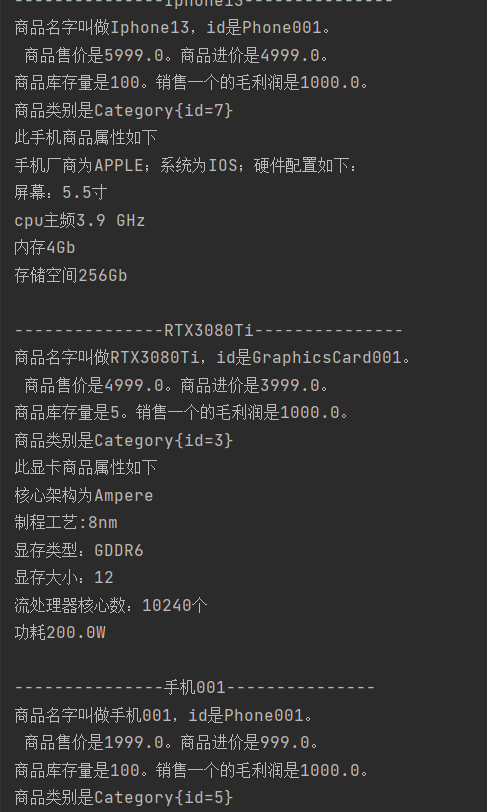 ---------------Iphone13---------------
商品名字叫做Iphone13，id是Phone001。
 商品售价是5999.0。商品进价是4999.0。
商品库存量是100。销售一个的毛利润是1000.0。
商品类别是Category{id=7}
此手机商品属性如下
手机厂商为APPLE；系统为IOS；硬件配置如下：
屏幕：5.5寸
cpu主频3.9 GHz
内存4Gb
存储空间256Gb
---------------RTX3080Ti---------------
商品名字叫做RTX3080Ti，id是GraphicsCard001。
 商品售价是4999.0。商品进价是3999.0。
商品库存量是5。销售一个的毛利润是1000.0。
商品类别是Category{id=3}
此显卡商品属性如下
核心架构为Ampere
制程工艺:8nm
显存类型：GDDR6
显存大小：12
流处理器核心数：10240个
功耗200.0W
---------------手机001---------------
商品名字叫做手机001，id是Phone001。
 商品售价是1999.0。商品进价是999.0。
商品库存量是100。销售一个的毛利润是1000.0。
商品类别是Category{id=5}